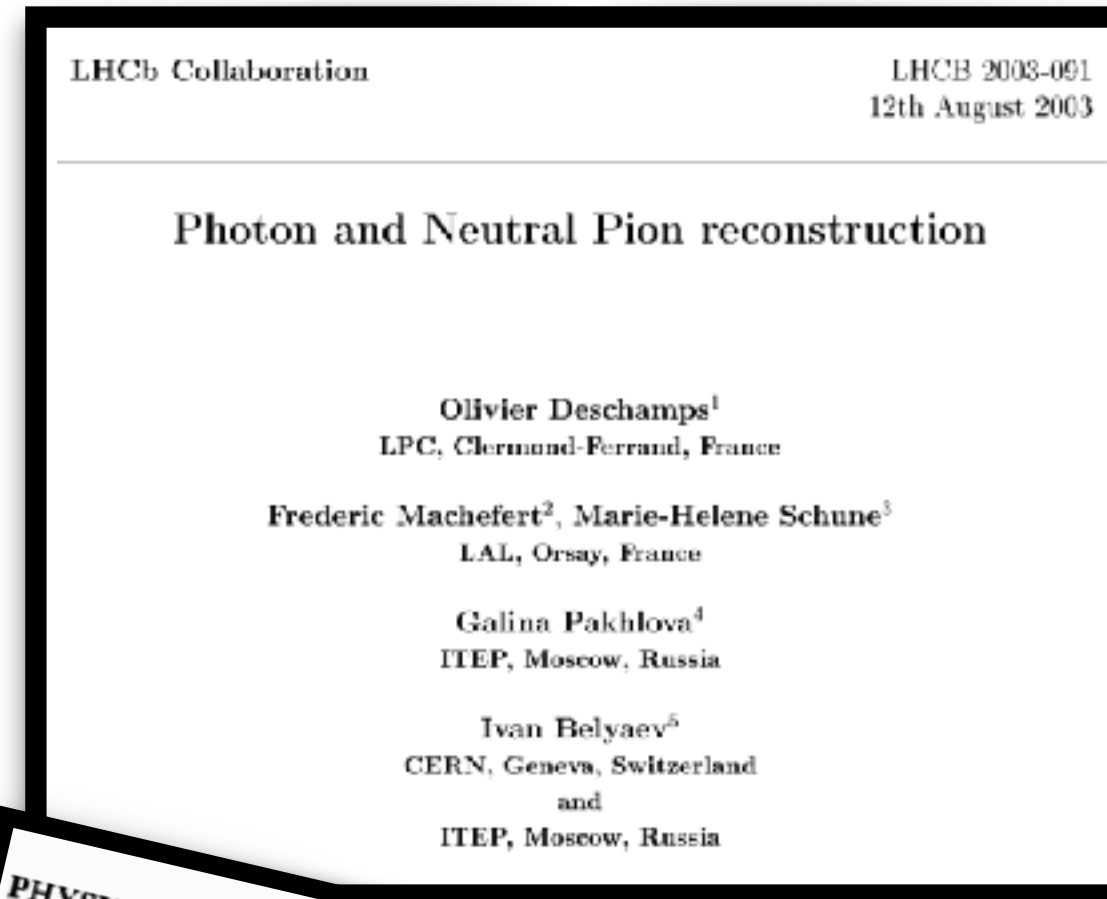 LHCb Collaboration
LHCB 2003-091
12th August 2003
Photon and Neutral Pion reconstruction
Olivier Deschamps¹
LPC, Clermond-Ferrand, France
Frederic Machefert², Marie-Helene Schune³
LAL, Orsay, France
Galina Pakhlova⁴
ITEP, Moscow, Russia
Ivan Belyaev⁵
CERN, Geneva, Switzerland
and
ITEP, Moscow, Russia